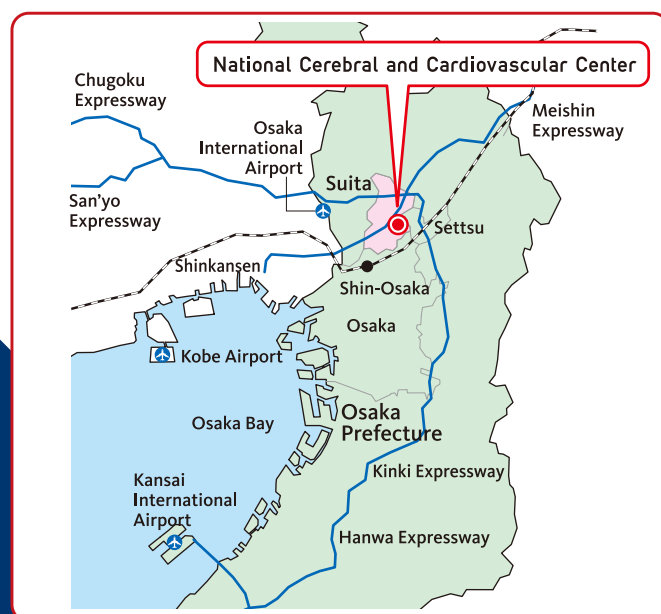 National Cerebral and Cardiovascular Center
Chugoku
Expressway
Meishin
Expressway
Osaka
International
Airport
Suita
San'yo
Expressway
Settsu
Shinkansen
Shin-Osaka
Osaka
Kobe Airport
Osaka Bay
Osaka
Prefecture
Kinki Expressway
Kansai
International
Airport
Hanwa Expressway